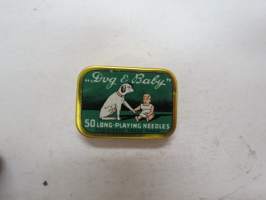 „Dog & Baby"
50 LONG-PLAYING NEEDLES